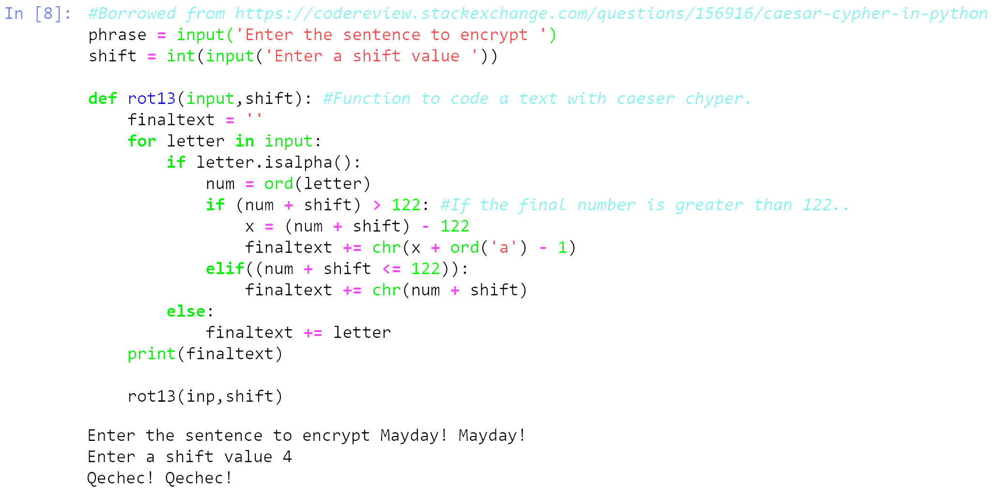 In [8]: #Borrowed from https://codereview.stackexchange.com/questions/156916/caesar-cypher-in-python
phrase = input('Enter the sentence to encrypt ')
shift = int(input('Enter a shift value '))

def rot13(input,shift): #Function to code a text with caeser chyper.
    finaltext = ''
    for letter in input:
        if letter.isalpha():
            num = ord(letter)
            if (num + shift) > 122: #If the final number is greater than 122..
                x = (num + shift) - 122
                finaltext += chr(x + ord('a') - 1)
            elif((num + shift <= 122)):
                finaltext += chr(num + shift)
        else:
            finaltext += letter
    print(finaltext)

    rot13(inp,shift)

Enter the sentence to encrypt Mayday! Mayday!
Enter a shift value 4
Qechec! Qechec!